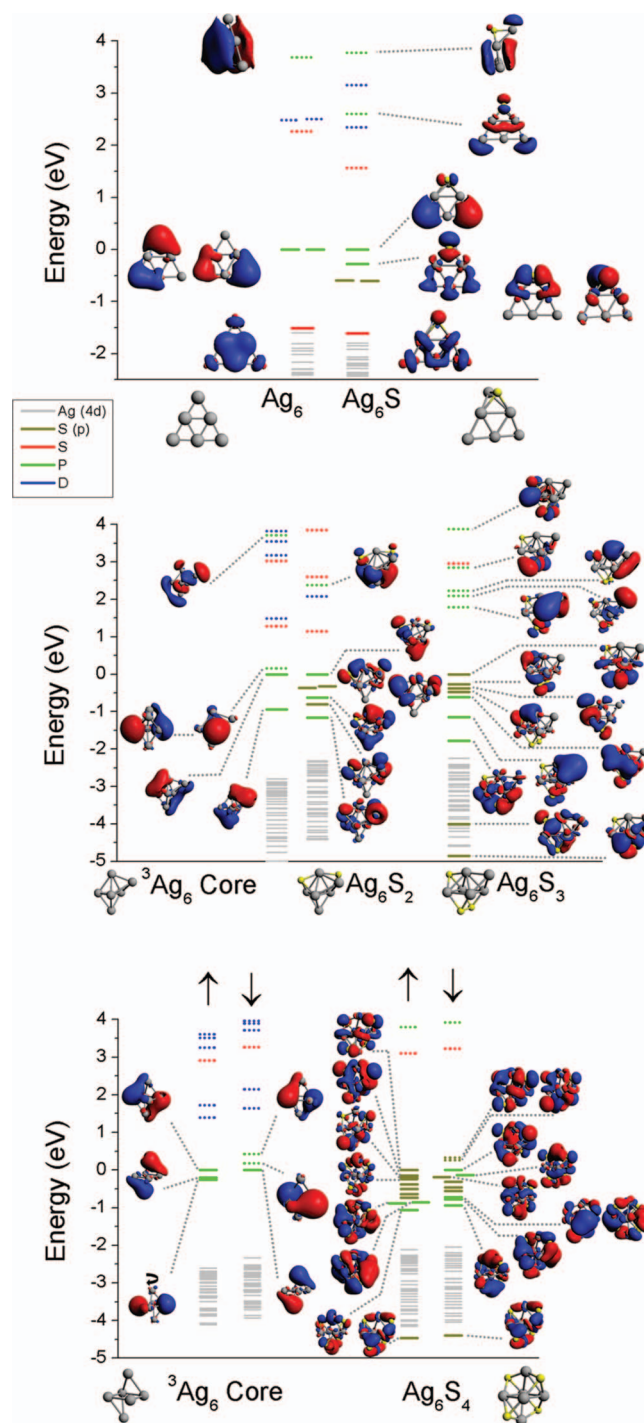 4
3
2
1
0
-1
-2
Energy (eV)
Ag6
Ag6S
Ag (4d)
S (p)
S
P
D
4
3
2
1
0
-1
-2
-3
-4
-5
Energy (eV)
³Ag6 Core
Ag6S2
Ag6S3
↑ ↓ ↑ ↓
4
3
2
1
0
-1
-2
-3
-4
-5
Energy (eV)
³Ag6 Core
Ag6S4